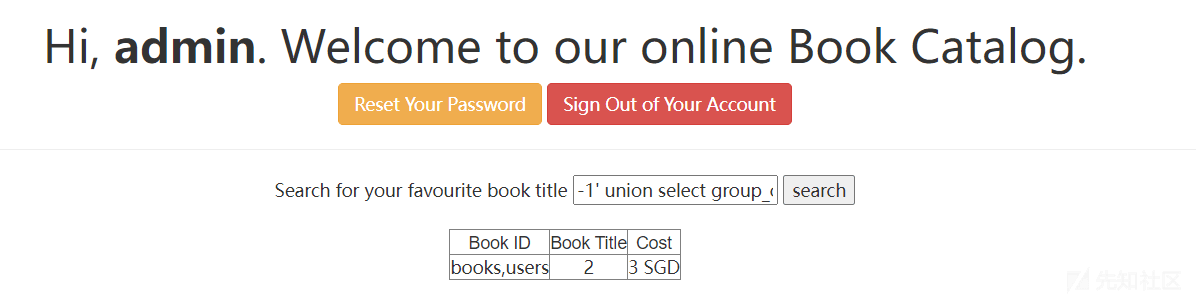 Hi, admin. Welcome to our online Book Catalog.
Reset Your Password Sign Out of Your Account
Search for your favourite book title -1' union select group_ search
Book ID Book Title Cost
books,users 2 3 SGD
先知社区